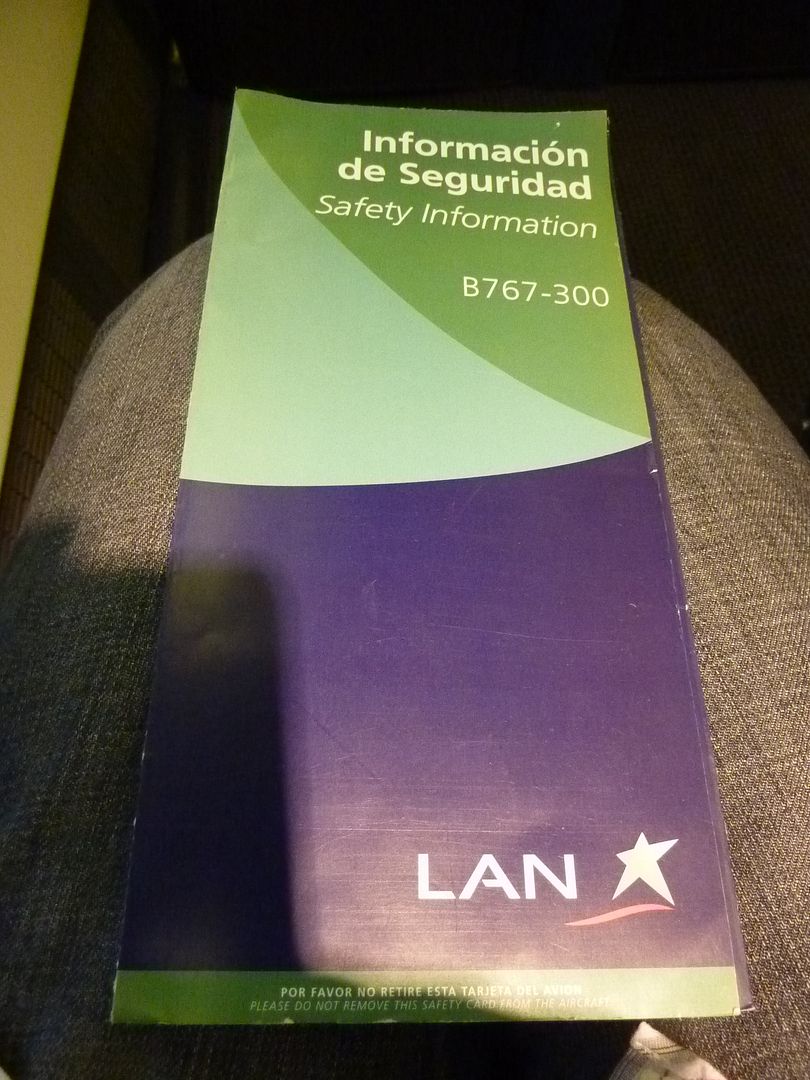 Información
de Seguridad
Safety Information
B767-300
LAN
POR FAVOR NO RETIRE ESTA TARJETA DEL AVION
PLEASE DO NOT REMOVE THIS SAFETY CARD FROM THE AIRCRAFT